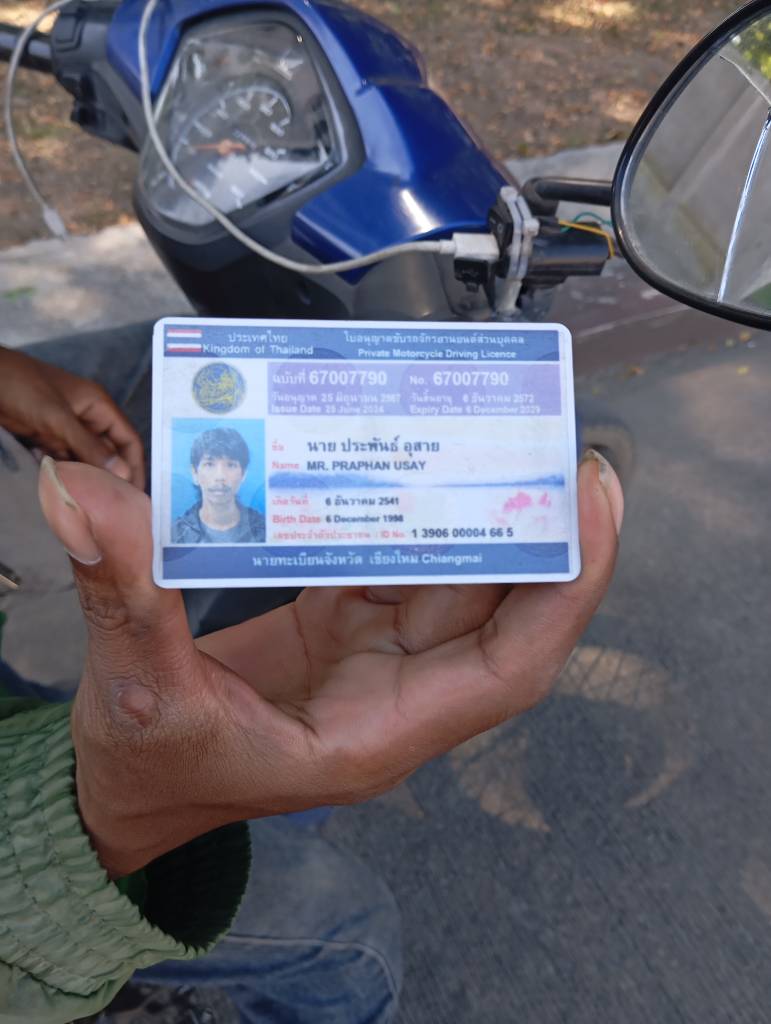 ประเทศไทย
Kingdom of Thailand
ใบอนุญาตขับรถจักรยานยนต์ส่วนบุคคล
Private Motorcycle Driving Licence
ฉบับที่ 67007790
No. 67007790
วันอนุญาต 25 มิถุนายน 2567
วันสิ้นอายุ 6 ธันวาคม 2572
Issue Date 25 June 2024
Expiry Date 6 December 2029
ชื่อ นาย ประพันธ์ อุสาย
Name MR. PRAPHAN USAY
เกิดวันที่ 6 ธันวาคม 2541
Birth Date 6 December 1998
เลขประจำตัวประชาชน ID No. 1 3906 00004 66 5
นายทะเบียนจังหวัด เชียงใหม่ Chiangmai